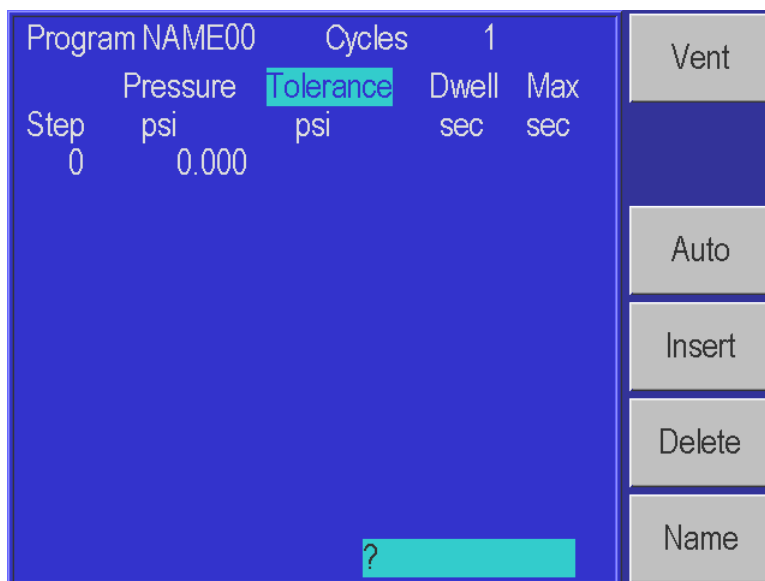 Program NAME00 Cycles 1
Pressure Tolerance Dwell Max
Step psi psi sec sec
0 0.000
?
Vent
Auto
Insert
Delete
Name